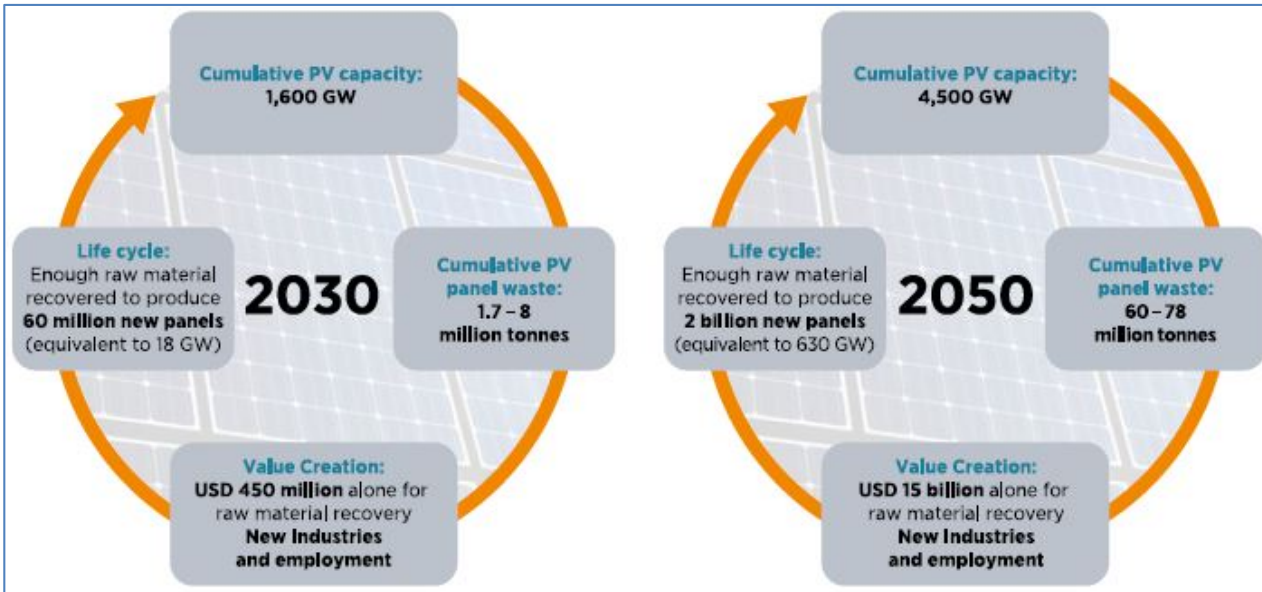 Cumulative PV capacity:
1,600 GW
Life cycle:
Enough raw material
recovered to produce
60 million new panels
(equivalent to 18 GW)
2030
Cumulative PV
panel waste:
1.7 – 8
million tonnes
Value Creation:
USD 450 million alone for
raw material recovery
New Industries
and employment
Cumulative PV capacity:
4,500 GW
Life cycle:
Enough raw material
recovered to produce
2 billion new panels
(equivalent to 630 GW)
2050
Cumulative PV
panel waste:
60 – 78
million tonnes
Value Creation:
USD 15 billion alone for
raw material recovery
New Industries
and employment